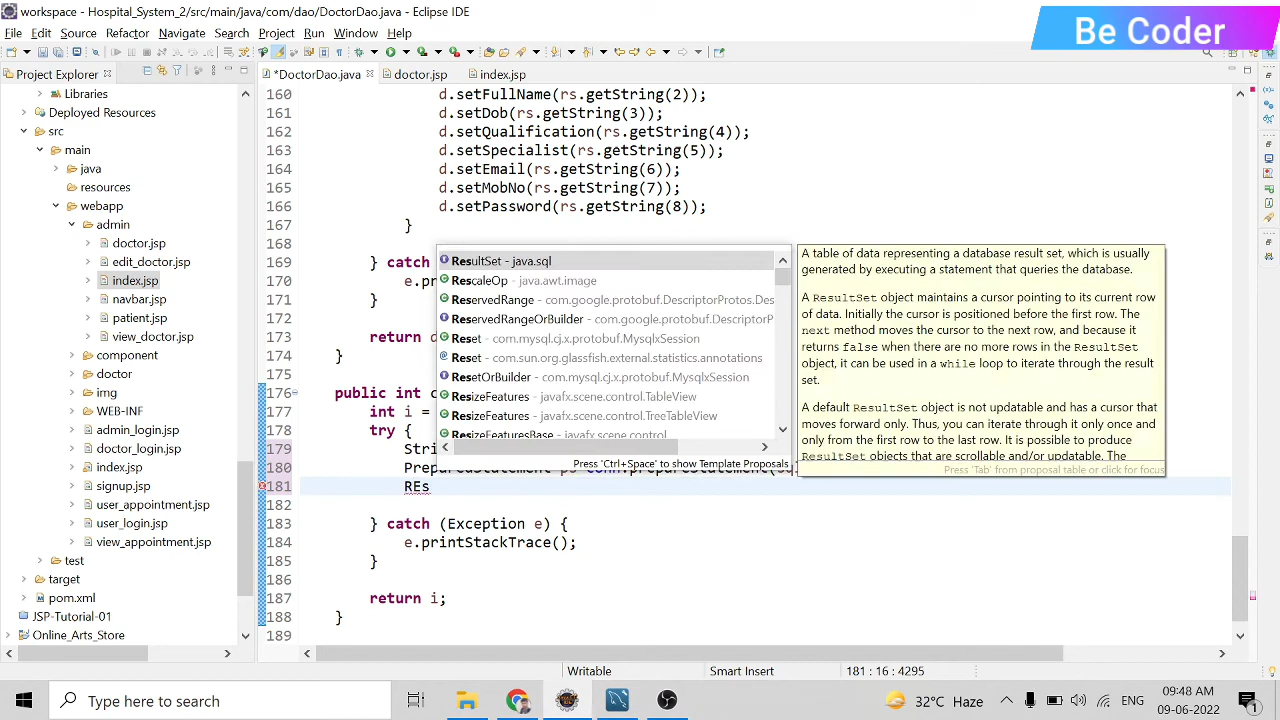 workspace - Hospital_System_2/src/main/java/com/dao/DoctorDao.java - Eclipse IDE
Be Coder
File Edit Source Refactor Navigate Search Project Run Window Help
Project Explorer
*DoctorDao.java doctor.jsp index.jsp
Libraries
Deployed Resources
src
main
java
resources
webapp
admin
doctor.jsp
edit_doctor.jsp
index.jsp
navbar.jsp
patient.jsp
view_doctor.jsp
component
doctor
img
WEB-INF
admin_login.jsp
doctor_login.jsp
index.jsp
signup.jsp
user_appointment.jsp
user_login.jsp
view_appointment.jsp
test
target
pom.xml
JSP-Tutorial-01
Online_Arts_Store
160 d.setFullName(rs.getString(2));
161 d.setDob(rs.getString(3));
162 d.setQualification(rs.getString(4));
163 d.setSpecialist(rs.getString(5));
164 d.setEmail(rs.getString(6));
165 d.setMobNo(rs.getString(7));
166 d.setPassword(rs.getString(8));
167 }
168
169 } catch
170 e.pr
171 }
172
173 return d
174 }
175
176 public int c
177 int i =
178 try {
179 Stri
180 PreparedStatement ps=conn.prepareStatement(sq
181 REs
182
183 } catch (Exception e) {
184 e.printStackTrace();
185 }
186
187 return i;
188 }
189
ResultSet - java.sql
RescaleOp - java.awt.image
ReservedRange - com.google.protobuf.DescriptorProtos.Des
ReservedRangeOrBuilder - com.google.protobuf.DescriptorP
Reset - com.mysql.cj.x.protobuf.MysqlxSession
Reset - com.sun.org.glassfish.external.statistics.annotations
ResetOrBuilder - com.mysql.cj.x.protobuf.MysqlxSession
ResizeFeatures - javafx.scene.control.TableView
ResizeFeatures - javafx.scene.control.TreeTableView
ResizeFeaturesBase - javafx.scene.control
Press 'Ctrl+Space' to show Template Proposals
A table of data representing a database result set, which is usually
generated by executing a statement that queries the database.
A ResultSet object maintains a cursor pointing to its current row
of data. Initially the cursor is positioned before the first row. The
next method moves the cursor to the next row, and because it
returns false when there are no more rows in the ResultSet
object, it can be used in a while loop to iterate through the result
set.
A default ResultSet object is not updatable and has a cursor that
moves forward only. Thus, you can iterate through it only once and
only from the first row to the last row. It is possible to produce
ResultSet objects that are scrollable and/or updatable. The
Press 'Tab' from proposal table or click for focus
Writable Smart Insert 181 : 16 : 4295
Type here to search
32°C Haze
ENG
09:48 AM
09-06-2022
1